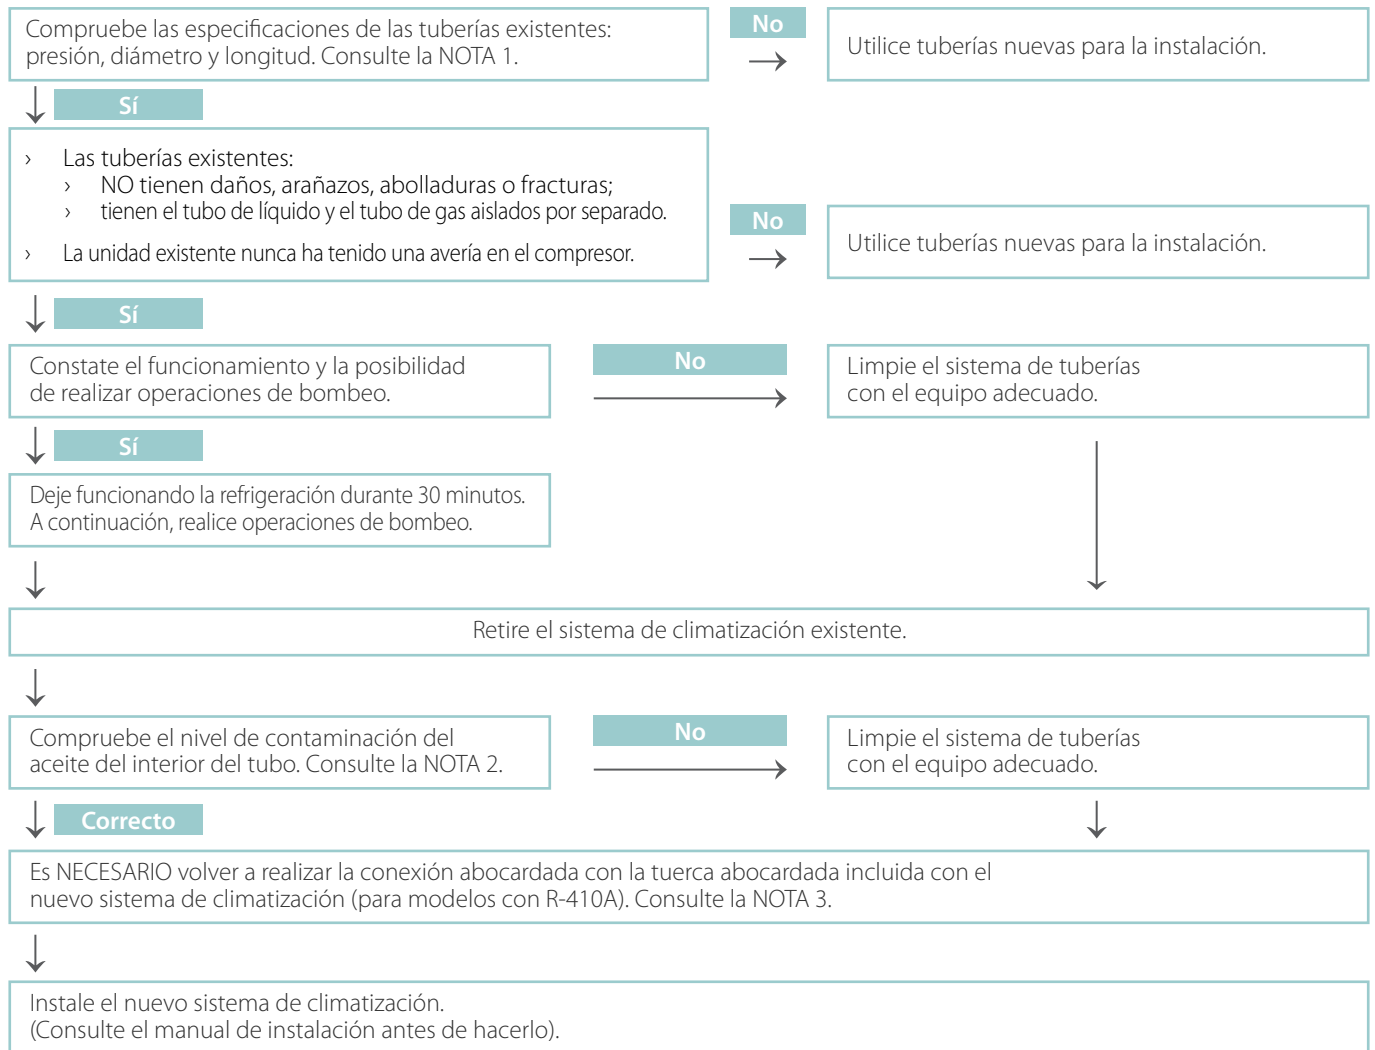 Compruebe las especificaciones de las tuberías existentes:
presión, diámetro y longitud. Consulte la NOTA 1.
No
→
Utilice tuberías nuevas para la instalación.
↓ Sí
› Las tuberías existentes:
› NO tienen daños, arañazos, abolladuras o fracturas;
› tienen el tubo de líquido y el tubo de gas aislados por separado.
› La unidad existente nunca ha tenido una avería en el compresor.
No
→
Utilice tuberías nuevas para la instalación.
↓ Sí
Constate el funcionamiento y la posibilidad
de realizar operaciones de bombeo.
No
→
Limpie el sistema de tuberías
con el equipo adecuado.
↓ Sí
Deje funcionando la refrigeración durante 30 minutos.
A continuación, realice operaciones de bombeo.
↓
↓
Retire el sistema de climatización existente.
↓
Compruebe el nivel de contaminación del
aceite del interior del tubo. Consulte la NOTA 2.
No
→
Limpie el sistema de tuberías
con el equipo adecuado.
↓ Correcto
↓
Es NECESARIO volver a realizar la conexión abocardada con la tuerca abocardada incluida con el
nuevo sistema de climatización (para modelos con R-410A). Consulte la NOTA 3.
↓
Instale el nuevo sistema de climatización.
(Consulte el manual de instalación antes de hacerlo).